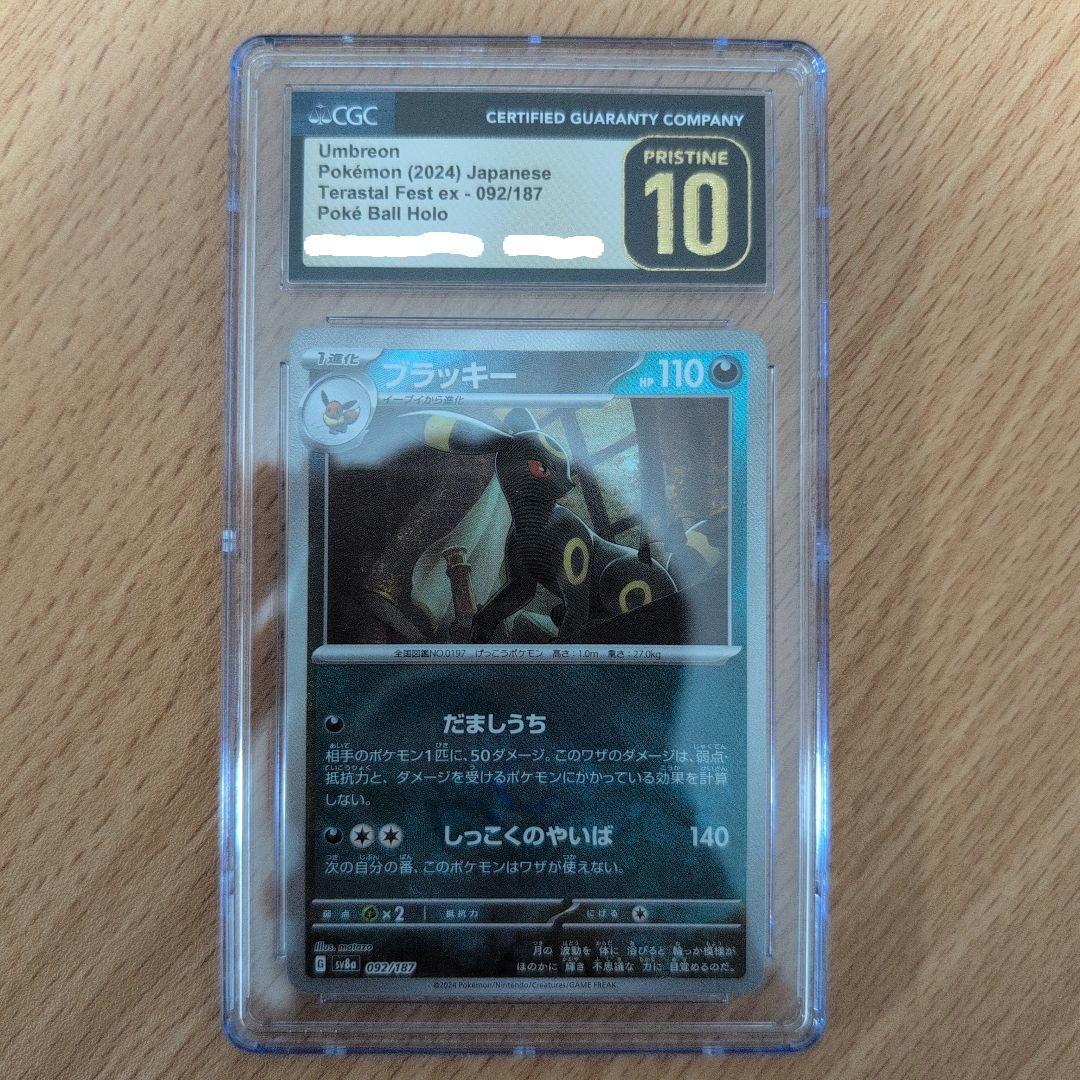 CGC
CERTIFIED GUARANTY COMPANY
Umbreon
Pokémon (2024) Japanese
Terastal Fest ex - 092/187
Poké Ball Holo
PRISTINE
10
1進化
ブラッキー
HP 110
イーブイから進化
全国図鑑NO.0197 げっこうポケモン 高さ:1.0m 重さ:27.0kg
だましうち
相手のポケモン1匹に、50ダメージ。このワザのダメージは、弱点・
抵抗力と、ダメージを受けるポケモンにかかっている効果を計算
しない。
しっこくのやいば 140
次の自分の番、このポケモンはワザが使えない。
弱点 ×2 抵抗力 にげる
Illus. matazo
月の 波動を 体に 浴びると 輪っか模様が
ほのかに 輝き 不思議な 力に 目覚めるのだ。
G sv8a 092/187
©2024 Pokémon/Nintendo/Creatures/GAME FREAK